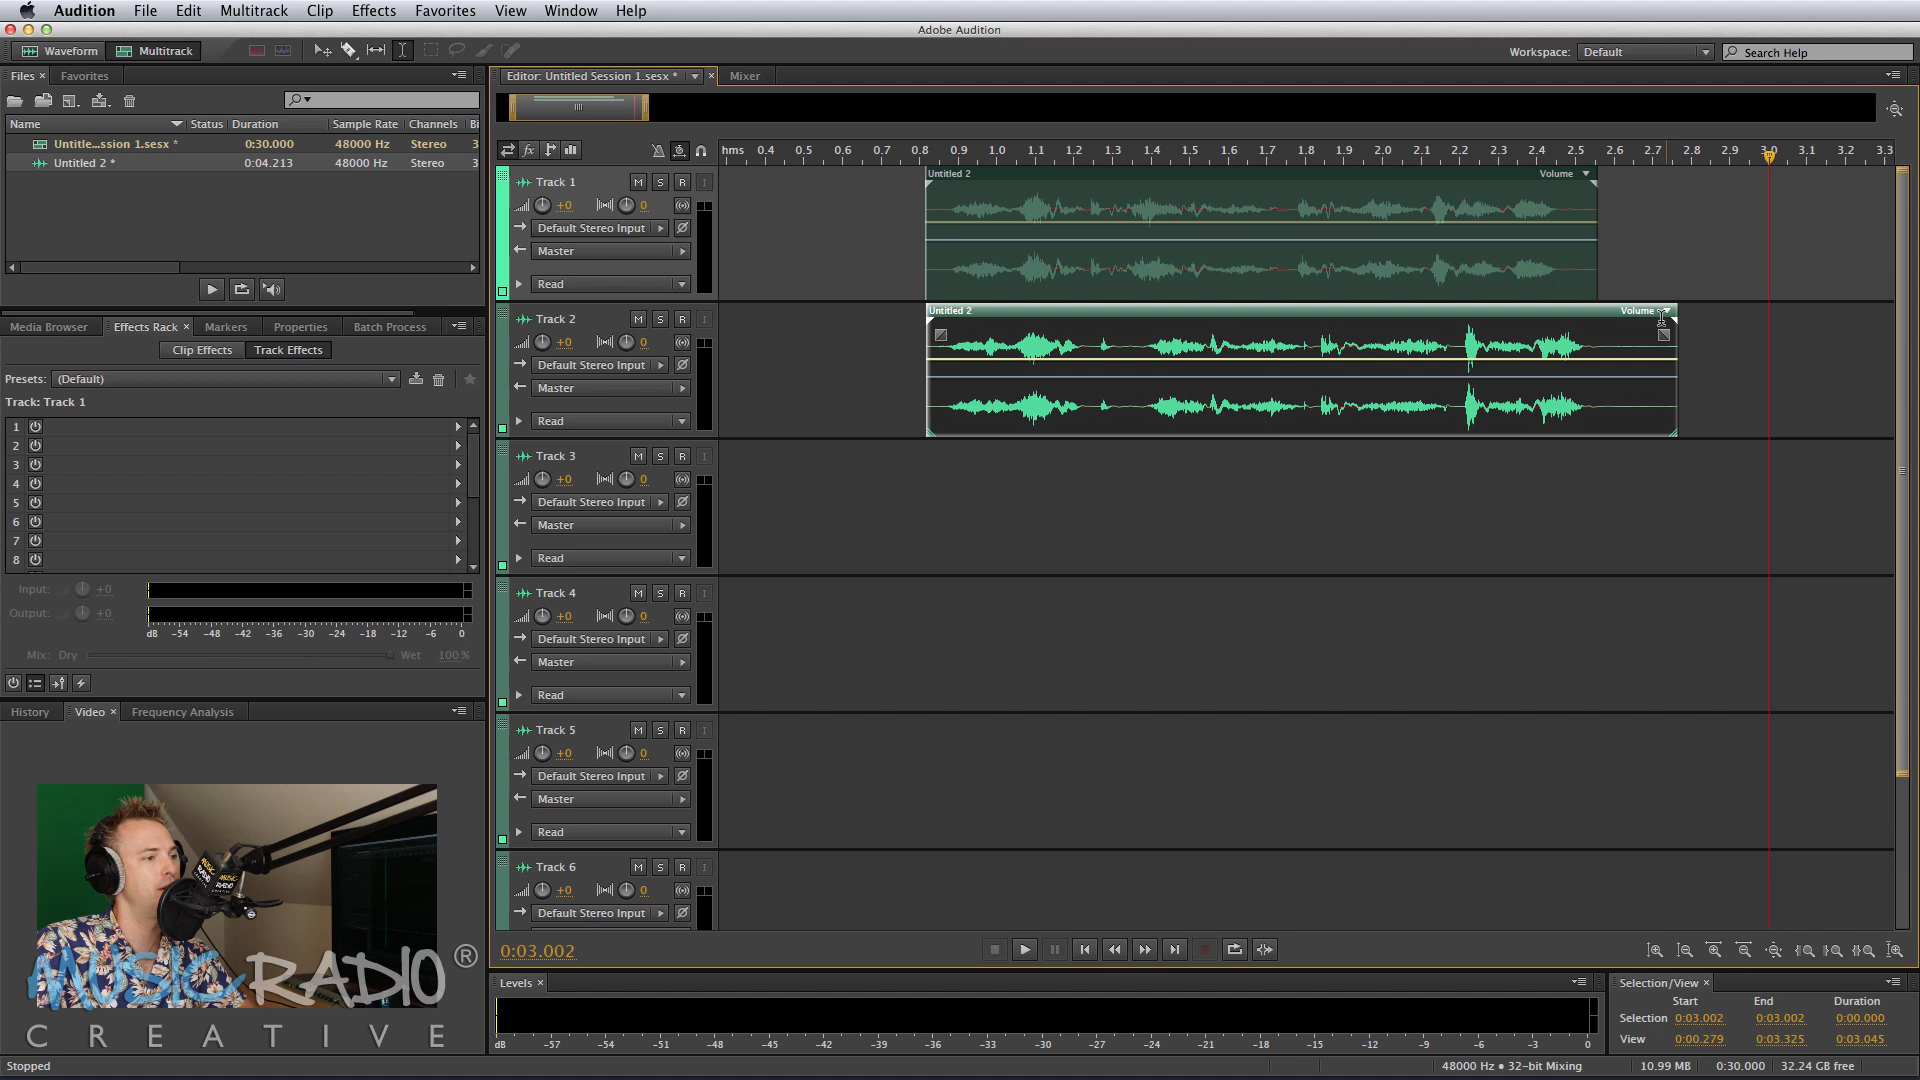 Audition File Edit Multitrack Clip Effects Favorites View Window Help
Adobe Audition
Waveform Multitrack
Workspace: Default Search Help
Files × Favorites
Name Status Duration Sample Rate Channels Bi
Untitle...ssion 1.sesx * 0:30.000 48000 Hz Stereo 3
Untitled 2 * 0:04.213 48000 Hz Stereo 3
Media Browser Effects Rack × Markers Properties Batch Process
Clip Effects Track Effects
Presets: (Default)
Track: Track 1
1
2
3
4
5
6
7
8
Input: +0
Output: +0
dB -54 -48 -42 -36 -30 -24 -18 -12 -6 0
Mix: Dry Wet 100 %
History Video × Frequency Analysis
MUSIC RADIO CREATIVE
MUSIC RADIO
MUSIC RADIO ®
CREATIVE
Editor: Untitled Session 1.sesx * × Mixer
fx
hms 0.4 0.5 0.6 0.7 0.8 0.9 1.0 1.1 1.2 1.3 1.4 1.5 1.6 1.7 1.8 1.9 2.0 2.1 2.2 2.3 2.4 2.5 2.6 2.7 2.8 2.9 3.0 3.1 3.2 3.3
Track 1 M S R I
+0 0
Default Stereo Input
Master
Read
Untitled 2 Volume
Track 2 M S R I
+0 0
Default Stereo Input
Master
Read
Untitled 2 Volume
Track 3 M S R I
+0 0
Default Stereo Input
Master
Read
Track 4 M S R I
+0 0
Default Stereo Input
Master
Read
Track 5 M S R I
+0 0
Default Stereo Input
Master
Read
Track 6 M S R I
+0 0
Default Stereo Input
0:03.002
Levels ×
dB -57 -54 -51 -48 -45 -42 -39 -36 -33 -30 -27 -24 -21 -18 -15 -12 -9 -6 -3 0
Selection/View ×
Start End Duration
Selection 0:03.002 0:03.002 0:00.000
View 0:00.279 0:03.325 0:03.045
Stopped
48000 Hz • 32-bit Mixing 10.99 MB 0:30.000 32.24 GB free